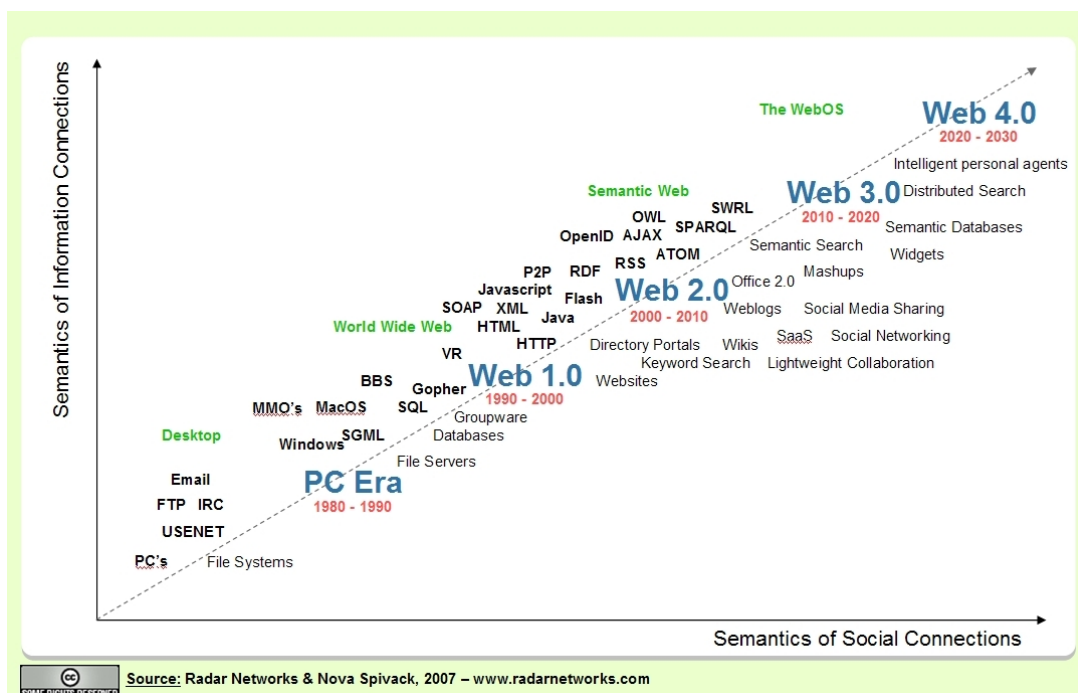 Semantics of Information Connections
The WebOS
Web 4.0
2020 - 2030
Intelligent personal agents
Semantic Web
Web 3.0
Distributed Search
2010 - 2020
SWRL
OWL
SPARQL
Semantic Databases
OpenID
AJAX
Semantic Search
ATOM
Widgets
RSS
P2P
RDF
Mashups
Office 2.0
Javascript
Web 2.0
Flash
SOAP
XML
Weblogs
Social Media Sharing
2000 - 2010
Java
World Wide Web
HTML
HTTP
Directory Portals
Wikis
SaaS
Social Networking
VR
Keyword Search
Lightweight Collaboration
Web 1.0
BBS
Websites
Gopher
1990 - 2000
MMO's
MacOS
SQL
Groupware
Desktop
SGML
Databases
Windows
File Servers
Email
PC Era
FTP
IRC
1980 - 1990
USENET
PC's
File Systems
Semantics of Social Connections
cc
SOME RIGHTS RESERVED
Source: Radar Networks & Nova Spivack, 2007 – www.radarnetworks.com